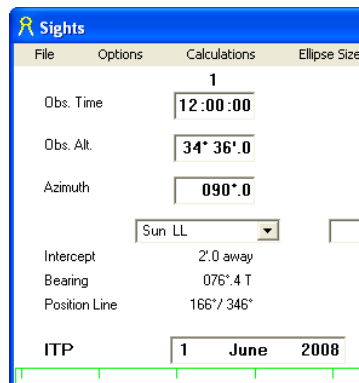 Sights
File Options Calculations Ellipse Size
1
Obs. Time 12:00:00
Obs. Alt. 34° 36'.0
Azimuth 090°.0
Sun LL
Intercept 2'.0 away
Bearing 076°.4 T
Position Line 166°/ 346°
ITP 1 June 2008